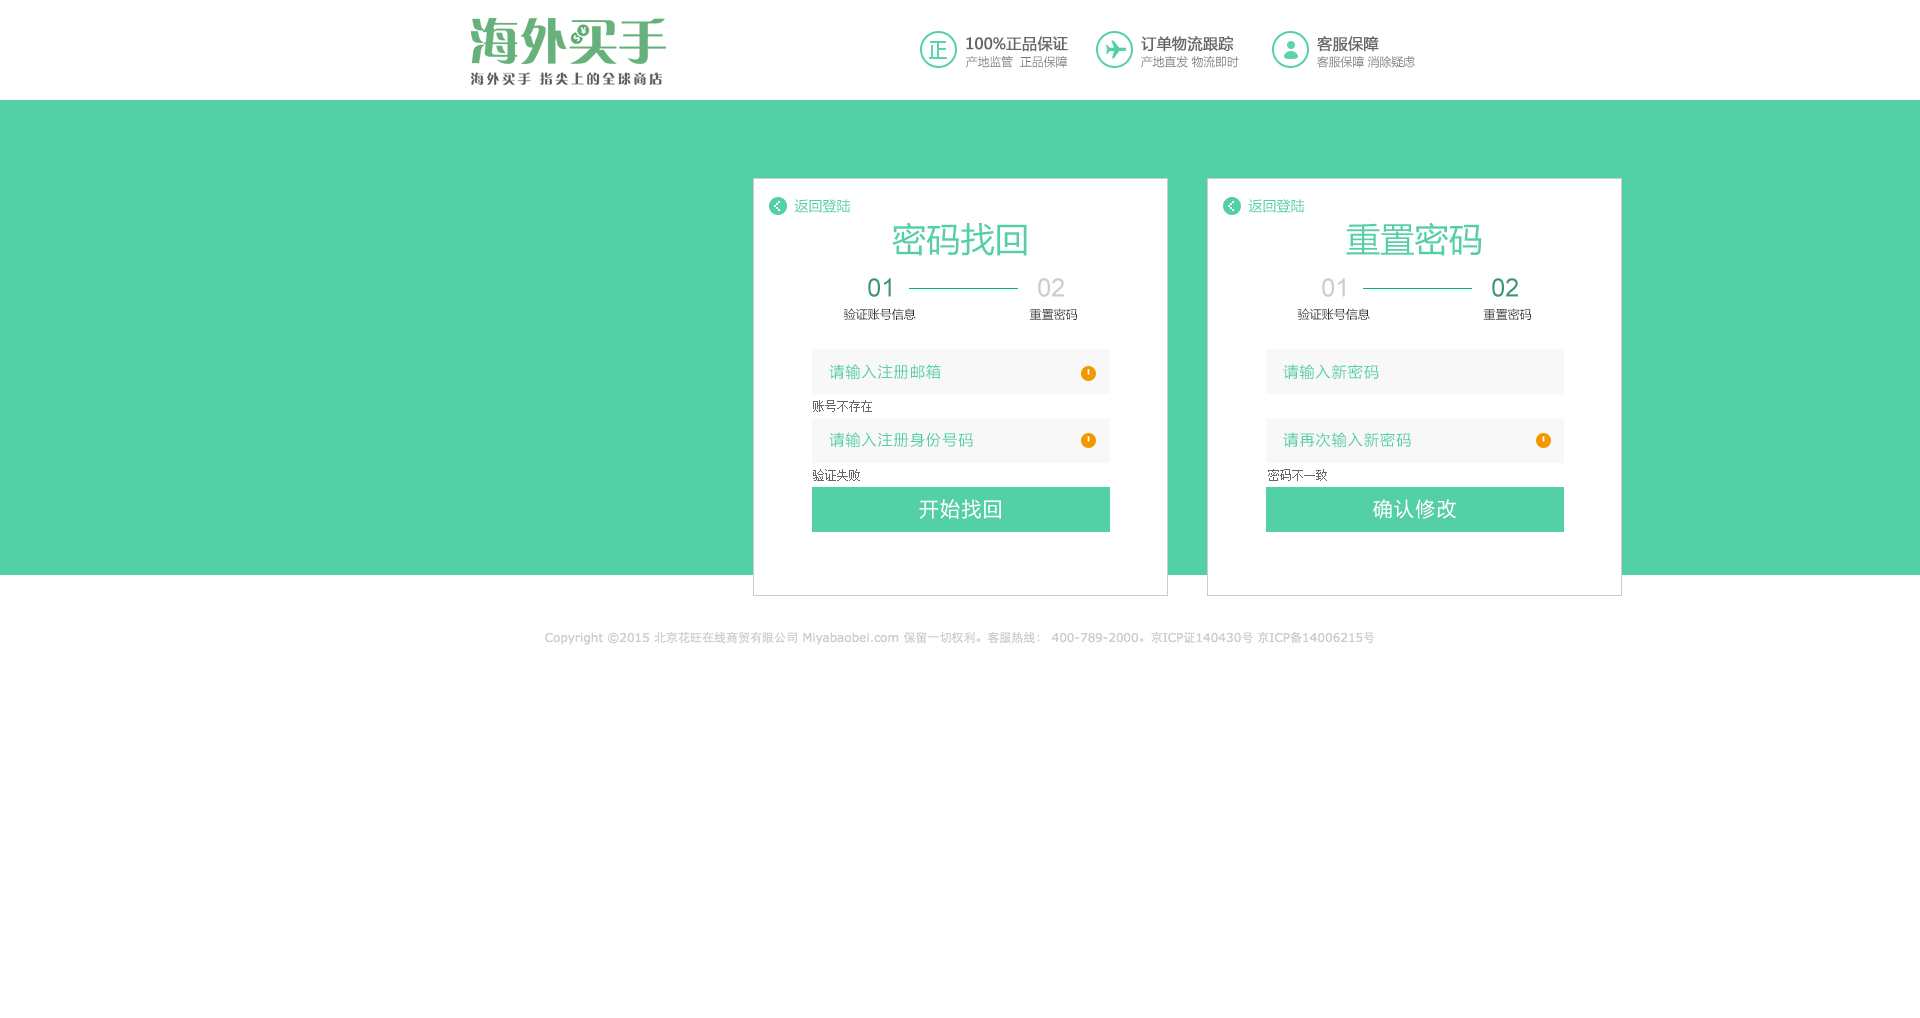 海外买手
海外买手 指尖上的全球商店
正
100%正品保证
产地监管 正品保障
订单物流跟踪
产地直发 物流即时
客服保障
客服保障 消除疑虑
返回登陆
密码找回
01
02
验证账号信息
重置密码
请输入注册邮箱
账号不存在
请输入注册身份号码
验证失败
开始找回
返回登陆
重置密码
01
02
验证账号信息
重置密码
请输入新密码
请再次输入新密码
密码不一致
确认修改
Copyright ©2015 北京花旺在线商贸有限公司 Miyabaobei.com 保留一切权利。客服热线： 400-789-2000。京ICP证140430号 京ICP备14006215号